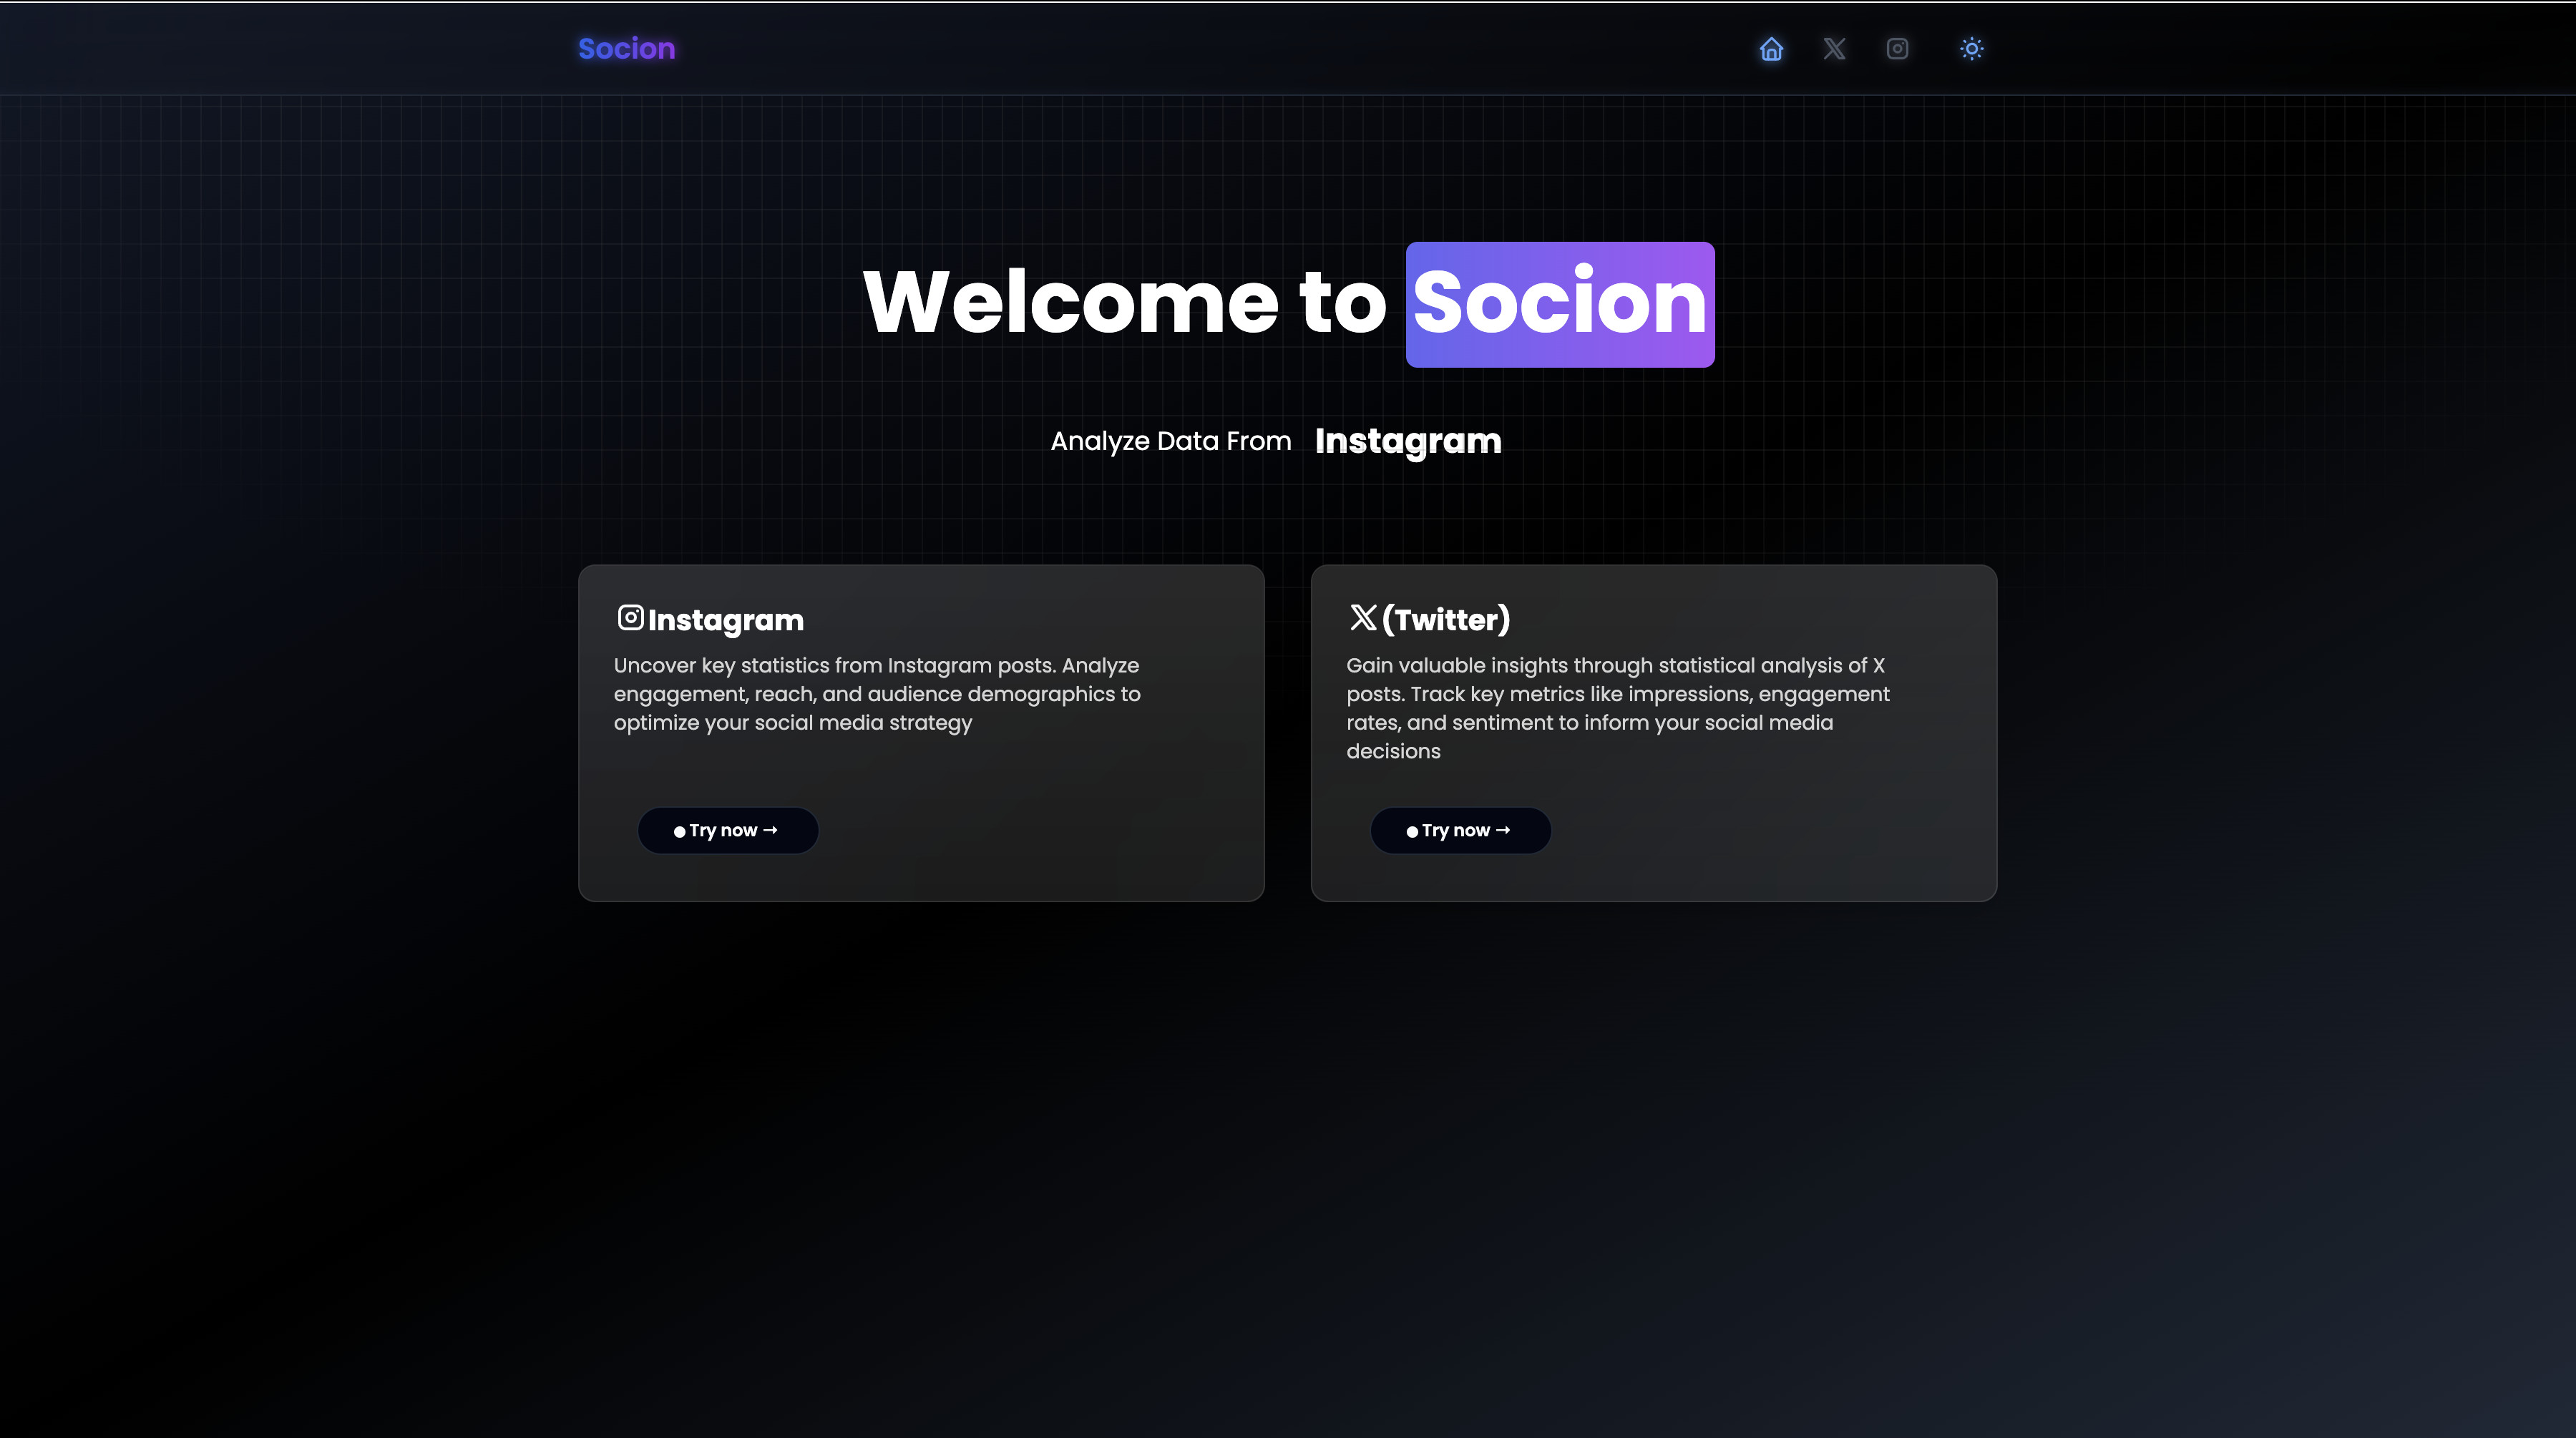 Socion
Welcome to Socion
Analyze Data From Instagram
Instagram
Uncover key statistics from Instagram posts. Analyze
engagement, reach, and audience demographics to
optimize your social media strategy
Try now →
(Twitter)
Gain valuable insights through statistical analysis of X
posts. Track key metrics like impressions, engagement
rates, and sentiment to inform your social media
decisions
Try now →